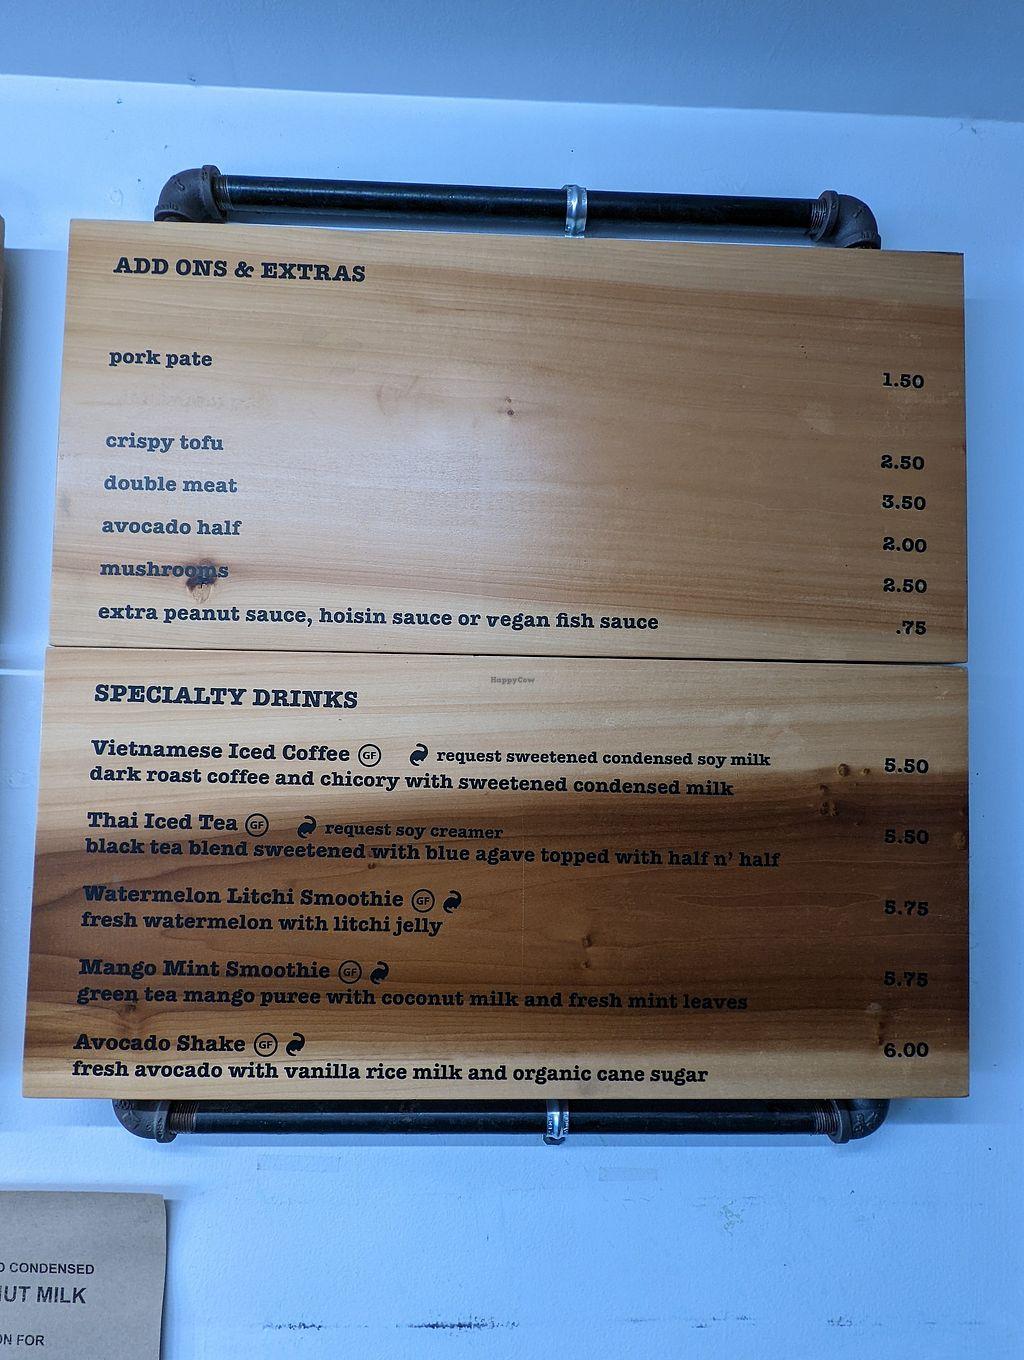 ADD ONS & EXTRAS
pork pate 1.50
crispy tofu 2.50
double meat 3.50
avocado half 2.00
mushrooms 2.50
extra peanut sauce, hoisin sauce or vegan fish sauce .75
HappyCow
SPECIALTY DRINKS
Vietnamese Iced Coffee GF request sweetened condensed soy milk 5.50
dark roast coffee and chicory with sweetened condensed milk
Thai Iced Tea GF request soy creamer 5.50
black tea blend sweetened with blue agave topped with half n' half
Watermelon Litchi Smoothie GF 5.75
fresh watermelon with litchi jelly
Mango Mint Smoothie GF 5.75
green tea mango puree with coconut milk and fresh mint leaves
Avocado Shake GF 6.00
fresh avocado with vanilla rice milk and organic cane sugar
CONDENSED
MILK
FOR